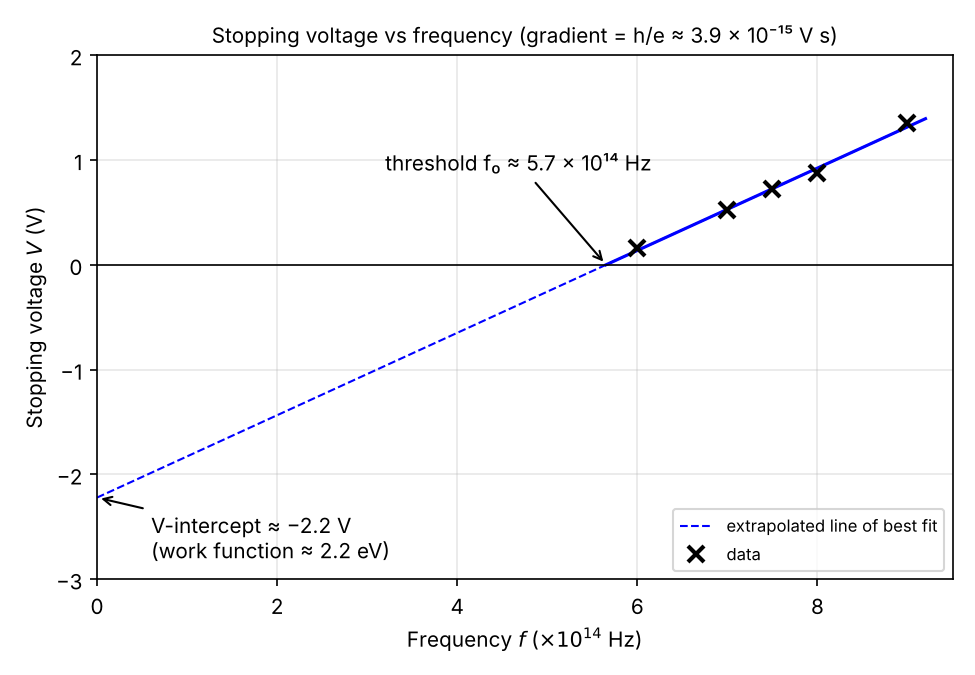 Stopping voltage vs frequency (gradient = h/e ≈ 3.9 × 10⁻¹⁵ V s)
2
1
0
−1
−2
−3
Stopping voltage V (V)
threshold f₀ ≈ 5.7 × 10¹⁴ Hz
V-intercept ≈ −2.2 V
(work function ≈ 2.2 eV)
extrapolated line of best fit
data
0 2 4 6 8
Frequency f (×10¹⁴ Hz)